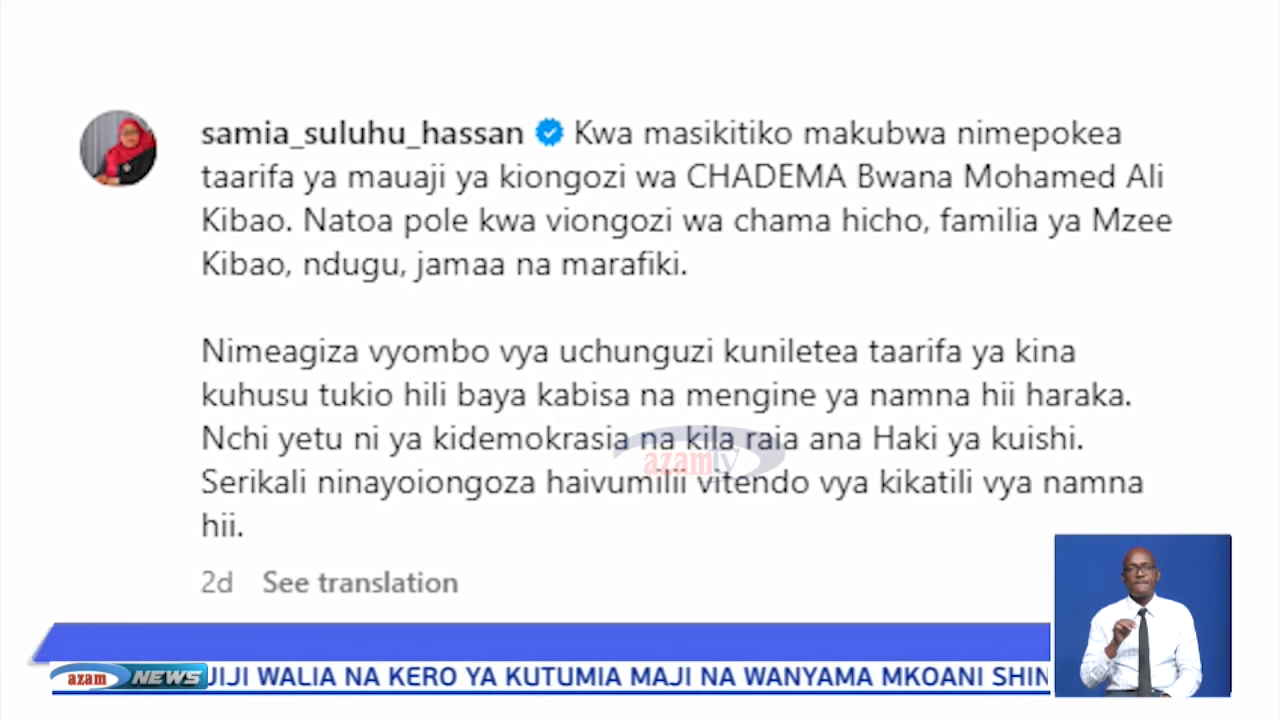 samia_suluhu_hassan Kwa masikitiko makubwa nimepokea
taarifa ya mauaji ya kiongozi wa CHADEMA Bwana Mohamed Ali
Kibao. Natoa pole kwa viongozi wa chama hicho, familia ya Mzee
Kibao, ndugu, jamaa na marafiki.
Nimeagiza vyombo vya uchunguzi kuniletea taarifa ya kina
kuhusu tukio hili baya kabisa na mengine ya namna hii haraka.
Nchi yetu ni ya kidemokrasia na kila raia ana Haki ya kuishi.
azam tv
Serikali ninayoiongoza haivumilii vitendo vya kikatili vya namna
hii.
2d See translation
azam NEWS
JIJI WALIA NA KERO YA KUTUMIA MAJI NA WANYAMA MKOANI SHIN